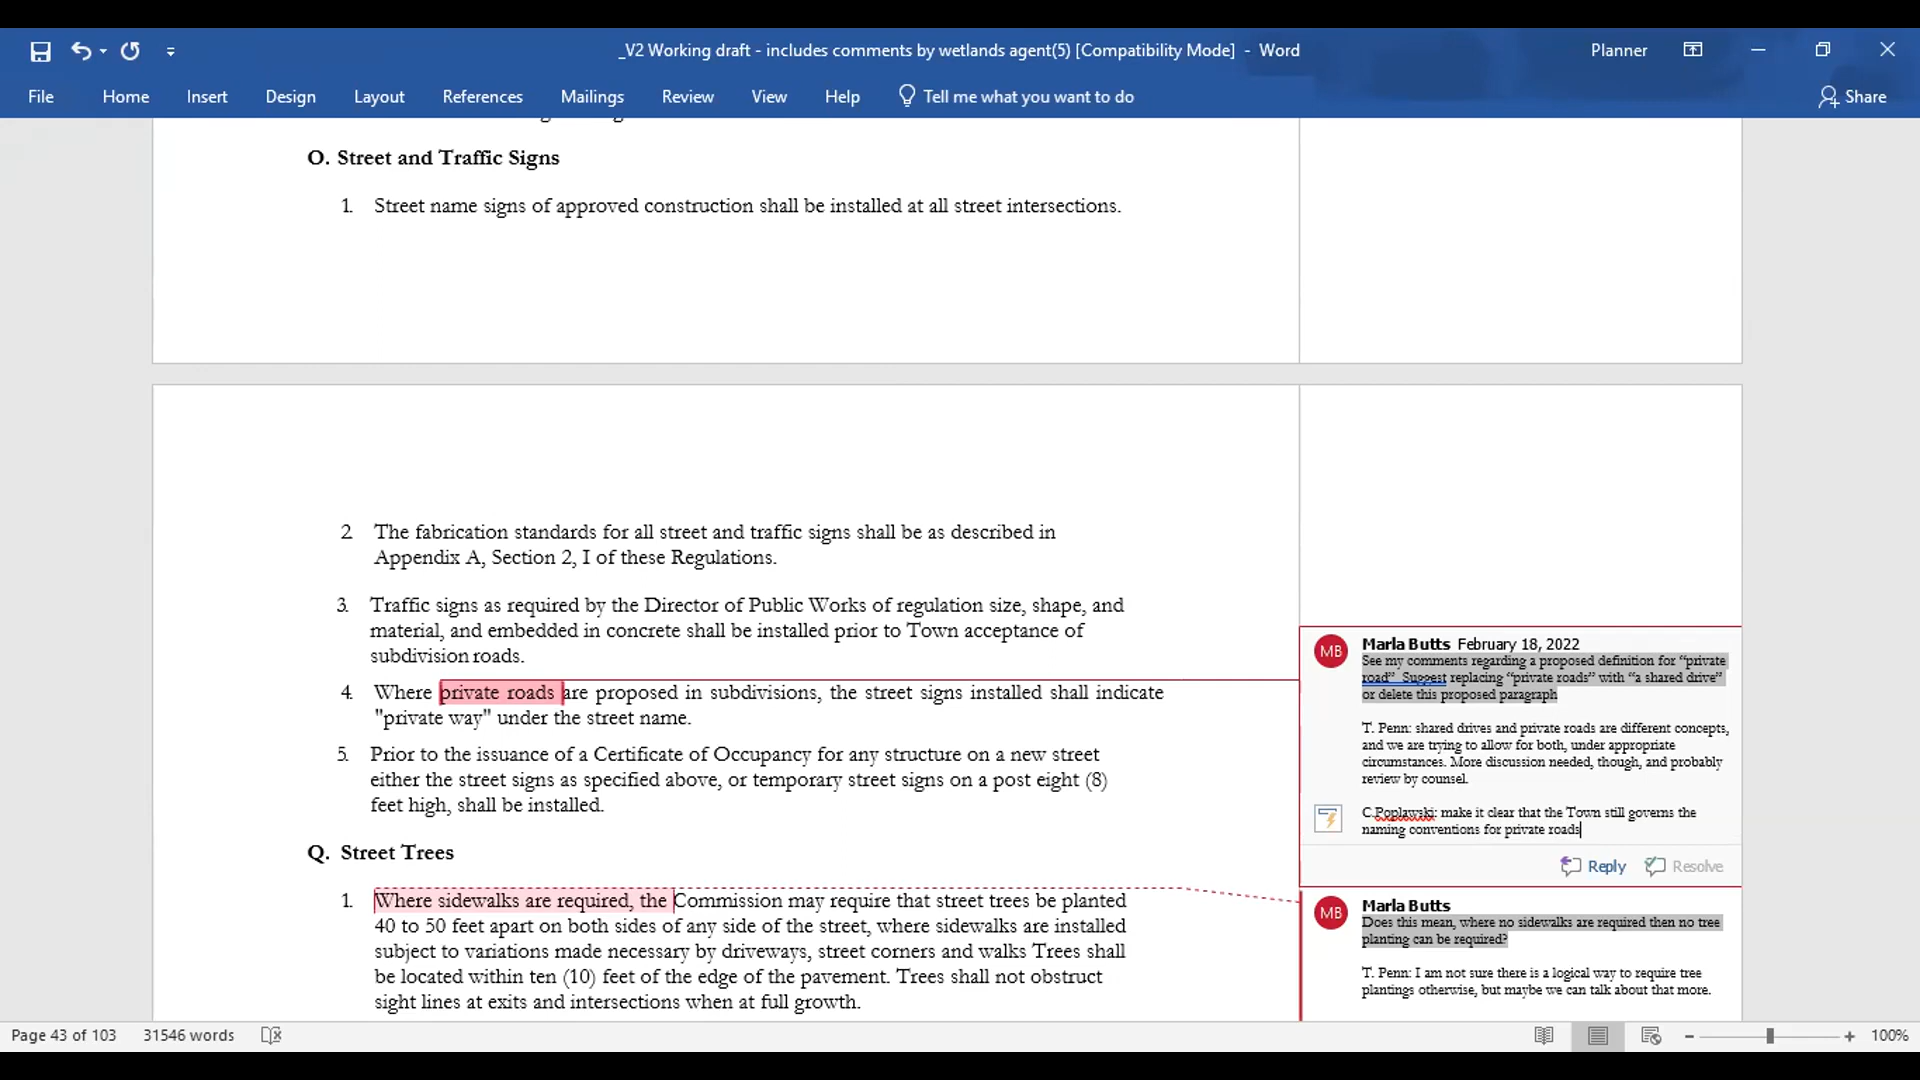 _V2 Working draft - includes comments by wetlands agent(5) [Compatibility Mode] - Word
Planner
File Home Insert Design Layout References Mailings Review View Help Tell me what you want to do Share
O. Street and Traffic Signs
1. Street name signs of approved construction shall be installed at all street intersections.
2. The fabrication standards for all street and traffic signs shall be as described in
Appendix A, Section 2, I of these Regulations.
3. Traffic signs as required by the Director of Public Works of regulation size, shape, and
material, and embedded in concrete shall be installed prior to Town acceptance of
subdivision roads.
4. Where private roads are proposed in subdivisions, the street signs installed shall indicate
"private way" under the street name.
5. Prior to the issuance of a Certificate of Occupancy for any structure on a new street
either the street signs as specified above, or temporary street signs on a post eight (8)
feet high, shall be installed.
Q. Street Trees
1. Where sidewalks are required, the Commission may require that street trees be planted
40 to 50 feet apart on both sides of any side of the street, where sidewalks are installed
subject to variations made necessary by driveways, street corners and walks Trees shall
be located within ten (10) feet of the edge of the pavement. Trees shall not obstruct
sight lines at exits and intersections when at full growth.
MB
Marla Butts February 18, 2022
See my comments regarding a proposed definition for “private
road” Suggest replacing “private roads” with “a shared drive”
or delete this proposed paragraph
T. Penn: shared drives and private roads are different concepts,
and we are trying to allow for both, under appropriate
circumstances. More discussion needed, though, and probably
review by counsel.
C.Poplawski: make it clear that the Town still governs the
naming conventions for private roads
Reply Resolve
MB
Marla Butts
Does this mean, where no sidewalks are required then no tree
planting can be required?
T. Penn: I am not sure there is a logical way to require tree
plantings otherwise, but maybe we can talk about that more.
Page 43 of 103 31546 words 100%